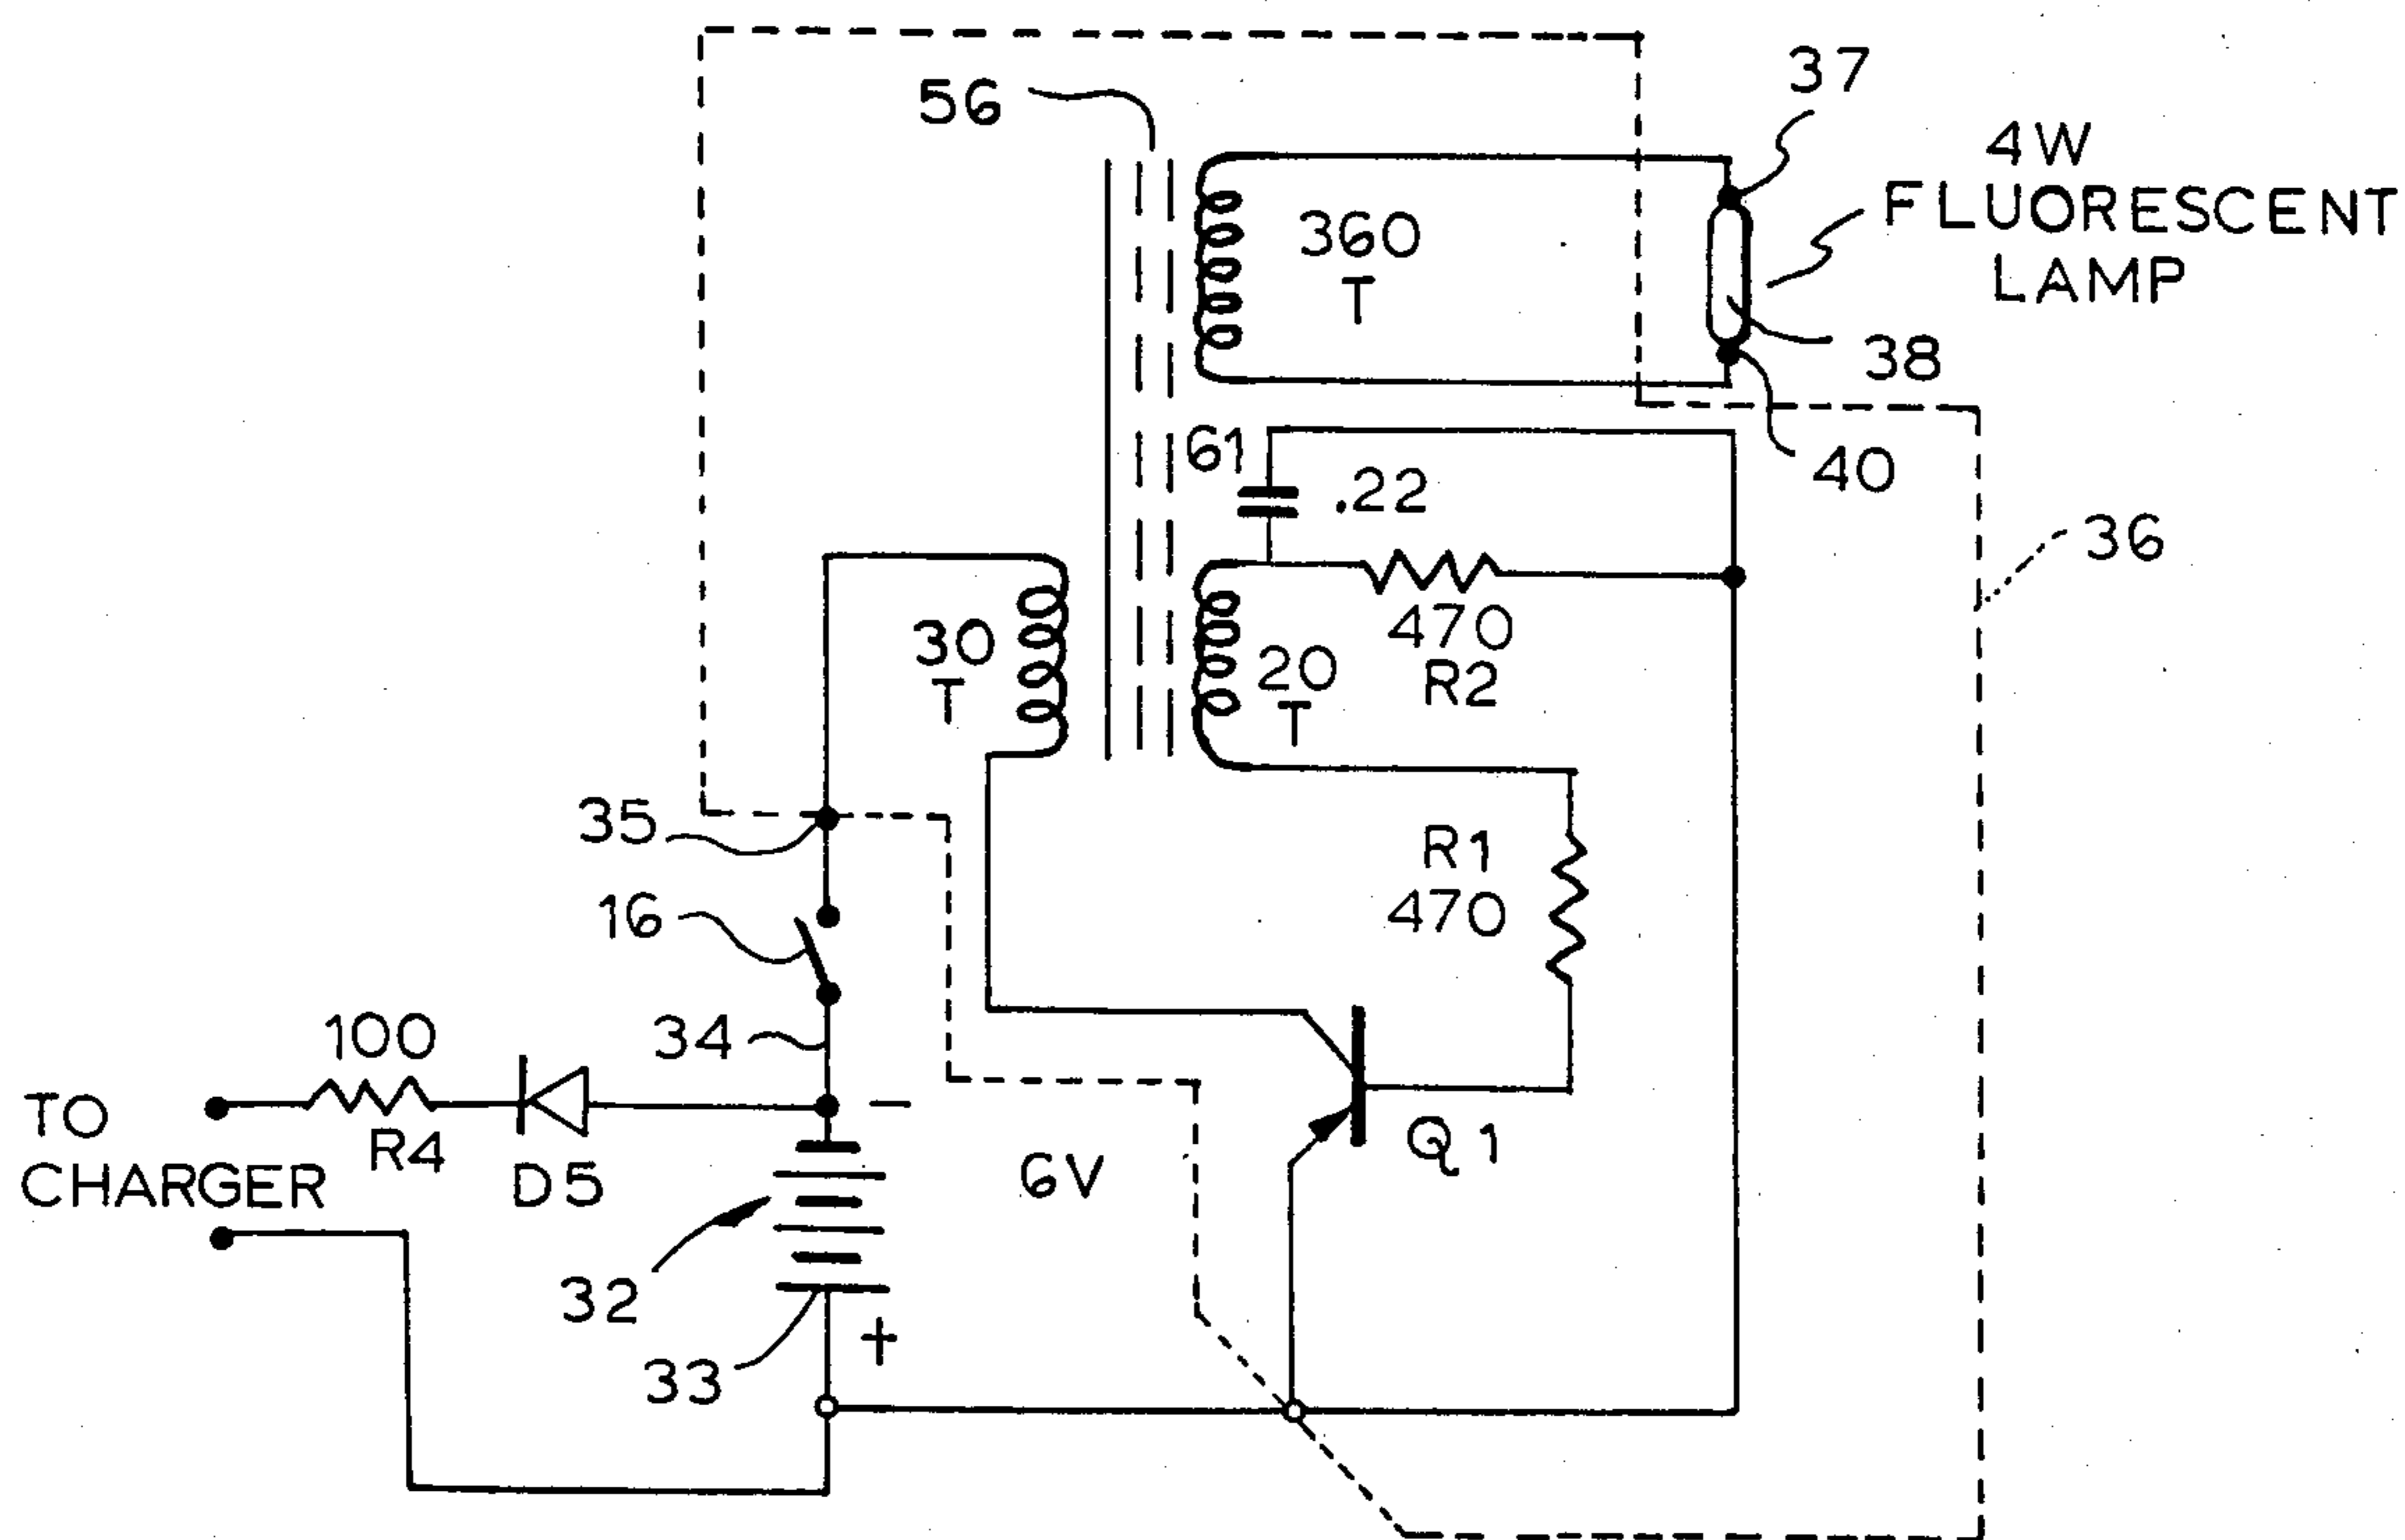 56
37
4W
FLUORESCENT
LAMP
360
T
38
61
.22
40
36
30
T
20
T
470
R2
35
R1
470
16
34
100
TO
CHARGER
R4
D5
−
6V
Q1
32
33
+